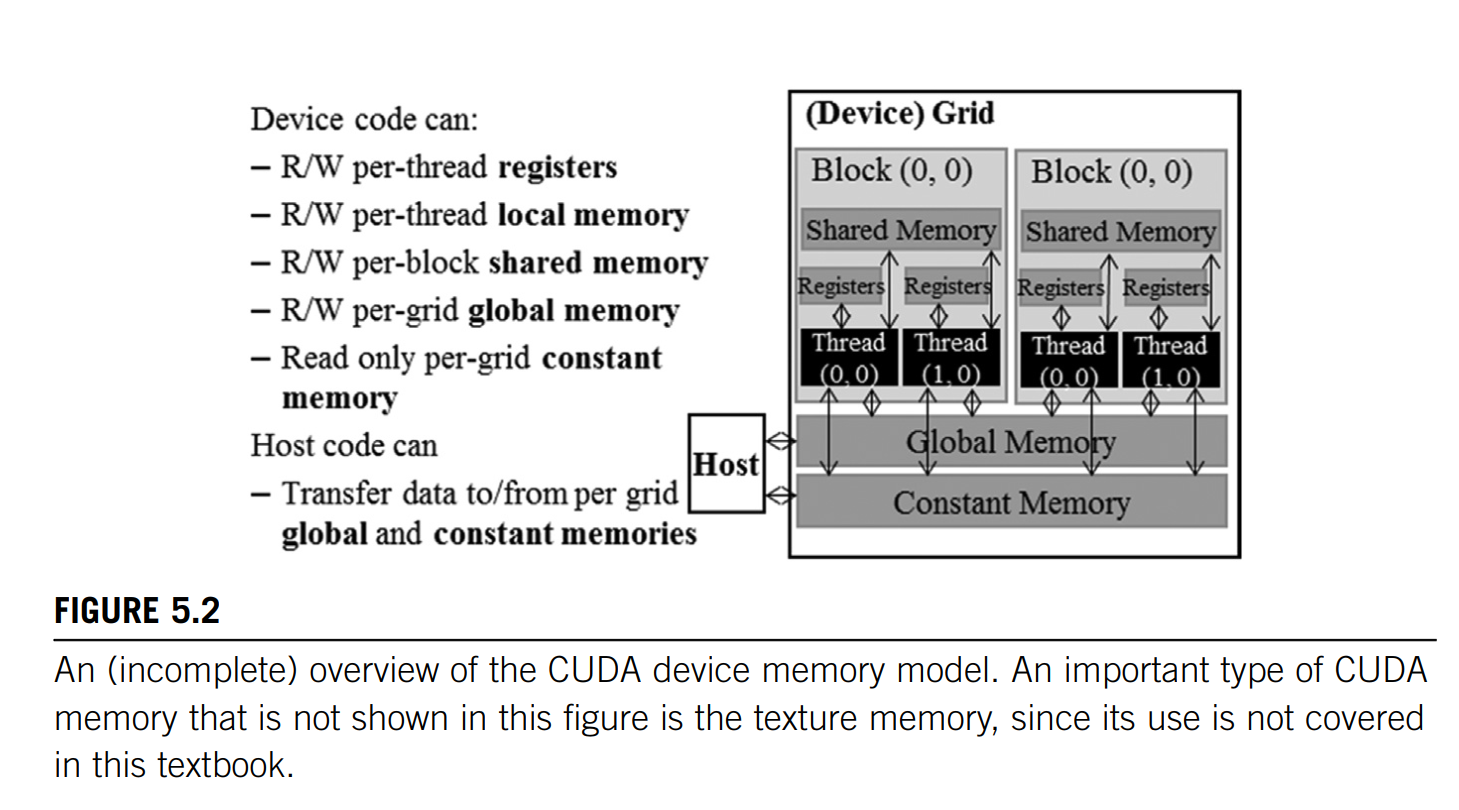 Device code can:
– R/W per-thread registers
– R/W per-thread local memory
– R/W per-block shared memory
– R/W per-grid global memory
– Read only per-grid constant
memory
Host code can
– Transfer data to/from per grid
global and constant memories
Host
(Device) Grid
Block (0, 0)
Shared Memory
Registers
Registers
Thread
(0, 0)
Thread
(1, 0)
Block (0, 0)
Shared Memory
Registers
Registers
Thread
(0, 0)
Thread
(1, 0)
Global Memory
Constant Memory
FIGURE 5.2
An (incomplete) overview of the CUDA device memory model. An important type of CUDA
memory that is not shown in this figure is the texture memory, since its use is not covered
in this textbook.